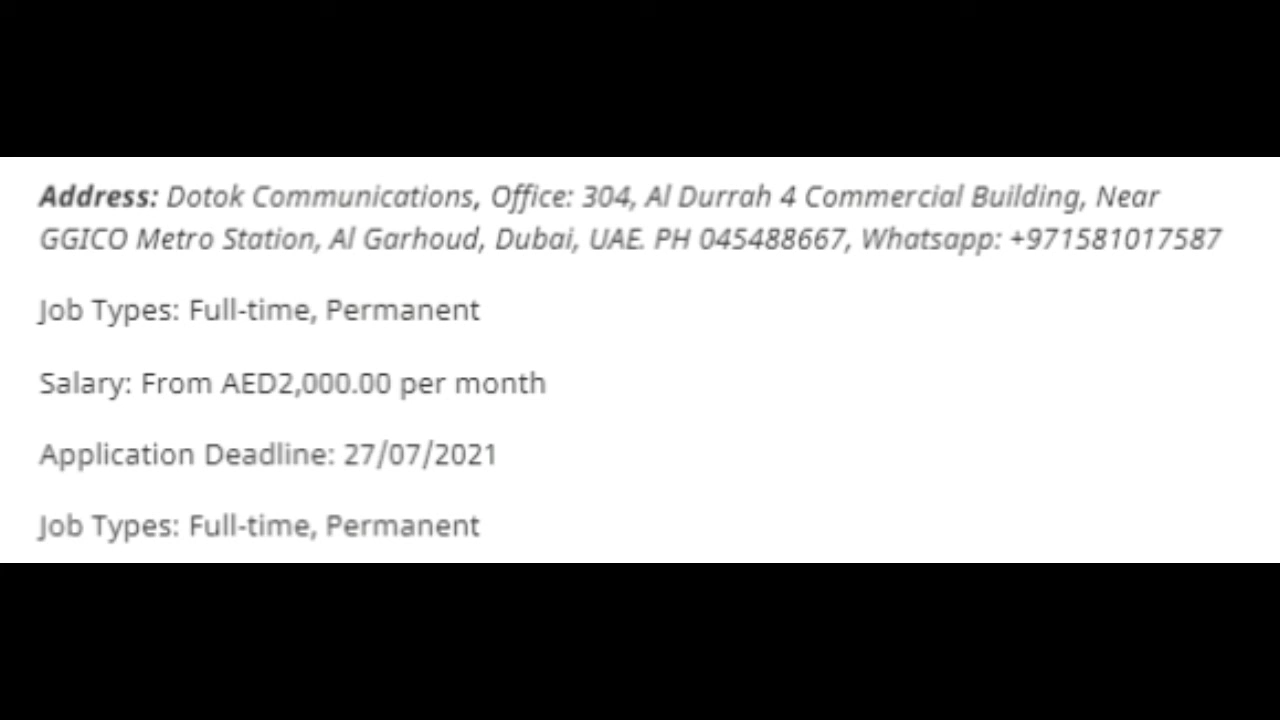 Address: Dotok Communications, Office: 304, Al Durrah 4 Commercial Building, Near
GGICO Metro Station, Al Garhoud, Dubai, UAE. PH 045488667, Whatsapp: +971581017587
Job Types: Full-time, Permanent
Salary: From AED2,000.00 per month
Application Deadline: 27/07/2021
Job Types: Full-time, Permanent